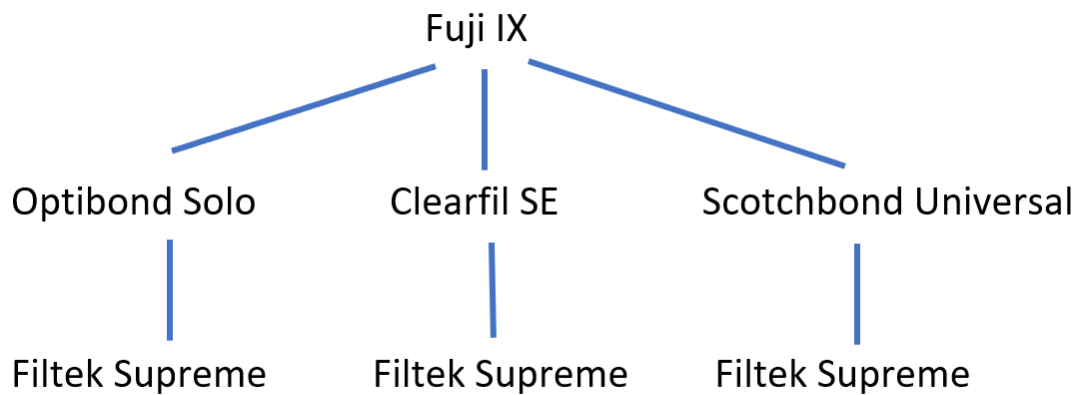 Fuji IX
Optibond Solo Clearfil SE Scotchbond Universal
Filtek Supreme Filtek Supreme Filtek Supreme